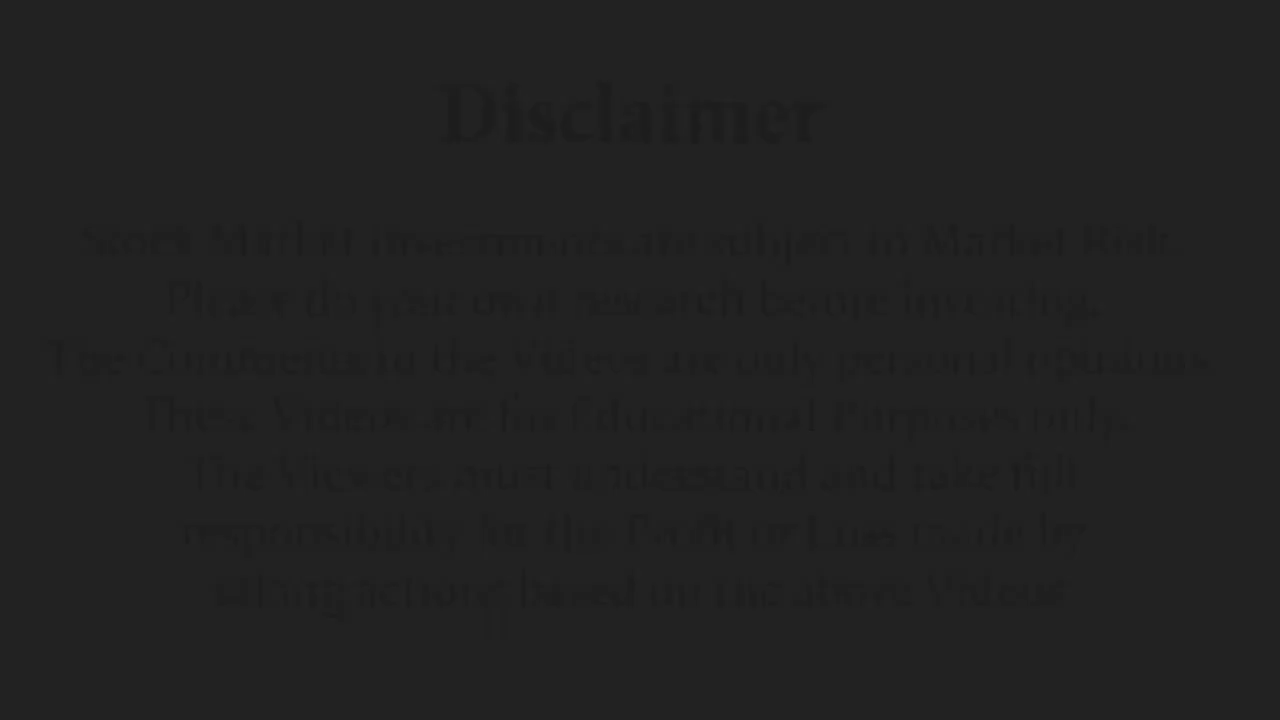 Disclaimer
Stock Market Investments are subject to Market Risk.
Please do your own research before investing.
The Comments in the Videos are only personal opinions.
These Videos are for Educational Purposes only.
The Viewers must understand and take full
responsibility for the Profit or Loss made by
taking actions based on the above Videos